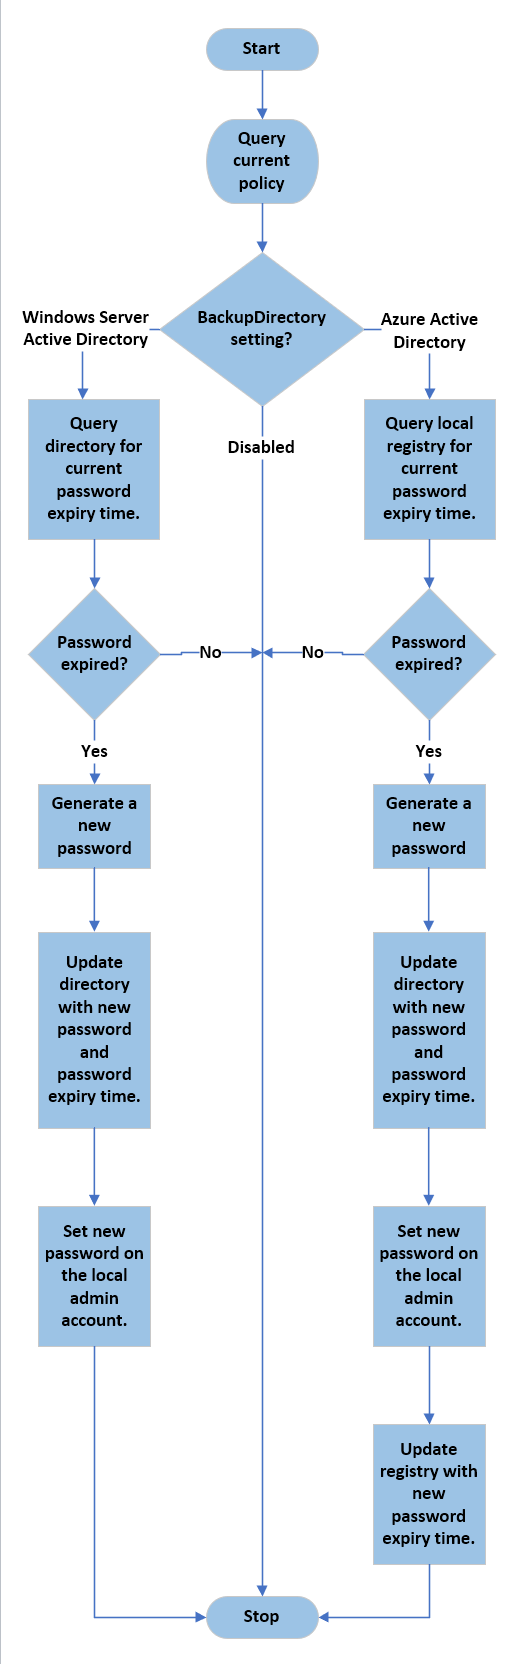 Start
Query
current
policy
BackupDirectory
setting?
Windows Server
Active Directory
Azure Active
Directory
Disabled
Query
directory for
current
password
expiry time.
Query local
registry for
current
password
expiry time.
Password
expired?
No
No
Password
expired?
Yes
Yes
Generate a
new
password
Generate a
new
password
Update
directory
with new
password
and
password
expiry time.
Update
directory
with new
password
and
password
expiry time.
Set new
password on
the local
admin
account.
Set new
password on
the local
admin
account.
Update
registry with
new
password
expiry time.
Stop